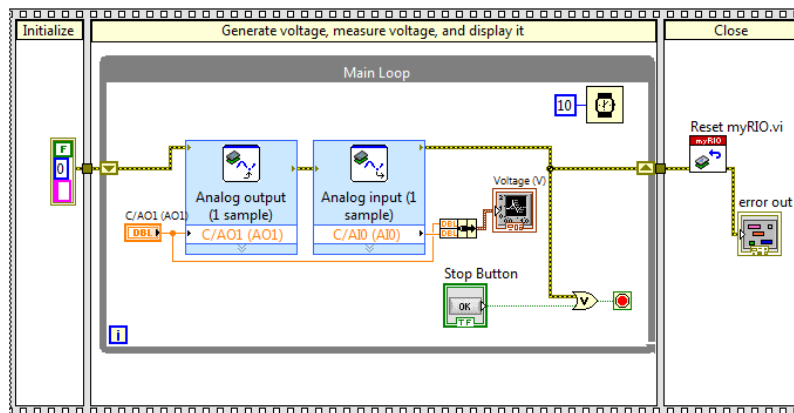 Initialize
Generate voltage, measure voltage, and display it
Close
Main Loop
10
F
0
Analog output
(1 sample)
C/AO1 (AO1)
Analog input (1
sample)
C/AI0 (AI0)
C/AO1 (AO1)
DBL
DBL
DBL
Voltage (V)
Stop Button
OK
TF
V
i
Reset myRIO.vi
myRIO
error out